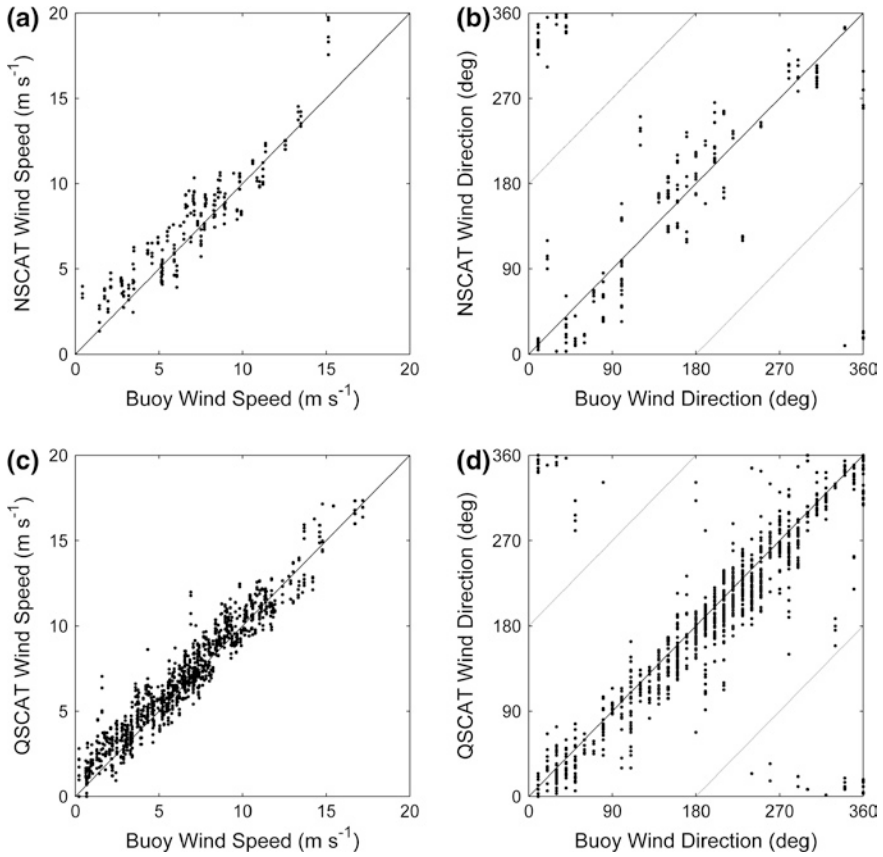 (a)
20
15
10
5
0
0 5 10 15 20
NSCAT Wind Speed (m s⁻¹)
Buoy Wind Speed (m s⁻¹)
(b)
360
270
180
90
0
0 90 180 270 360
NSCAT Wind Direction (deg)
Buoy Wind Direction (deg)
(c)
20
15
10
5
0
0 5 10 15 20
QSCAT Wind Speed (m s⁻¹)
Buoy Wind Speed (m s⁻¹)
(d)
360
270
180
90
0
0 90 180 270 360
QSCAT Wind Direction (deg)
Buoy Wind Direction (deg)